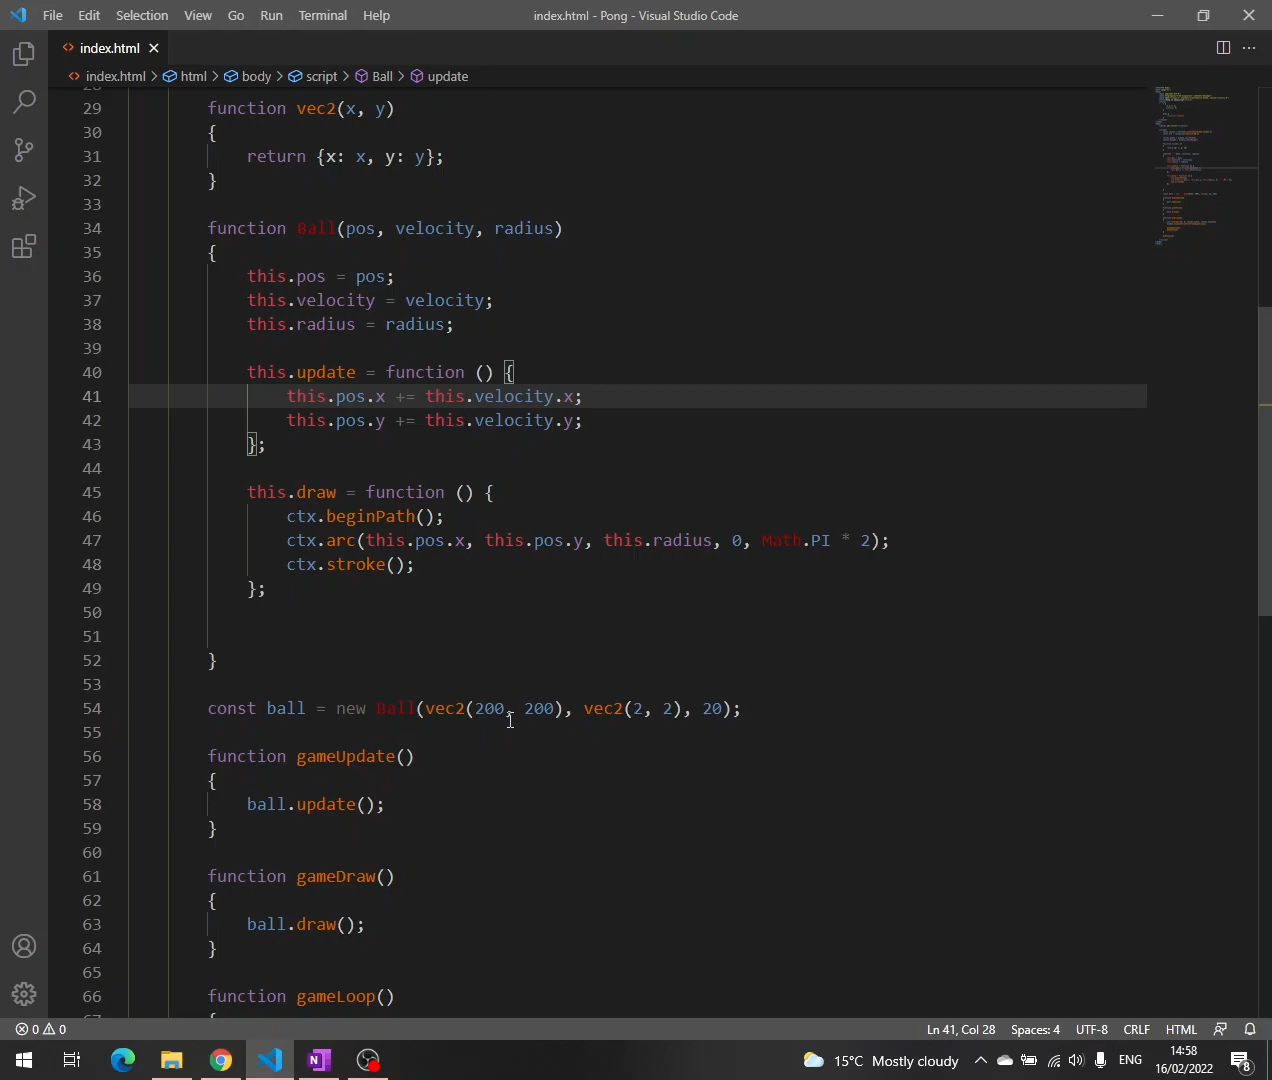 File Edit Selection View Go Run Terminal Help index.html - Pong - Visual Studio Code
index.html
index.html > html > body > script > Ball > update
28
29 function vec2(x, y)
30 {
31 return {x: x, y: y};
32 }
33
34 function Ball(pos, velocity, radius)
35 {
36 this.pos = pos;
37 this.velocity = velocity;
38 this.radius = radius;
39
40 this.update = function () {
41 this.pos.x += this.velocity.x;
42 this.pos.y += this.velocity.y;
43 };
44
45 this.draw = function () {
46 ctx.beginPath();
47 ctx.arc(this.pos.x, this.pos.y, this.radius, 0, Math.PI * 2);
48 ctx.stroke();
49 };
50
51
52 }
53
54 const ball = new Ball(vec2(200, 200), vec2(2, 2), 20);
55
56 function gameUpdate()
57 {
58 ball.update();
59 }
60
61 function gameDraw()
62 {
63 ball.draw();
64 }
65
66 function gameLoop()
67 {
0 0 Ln 41, Col 28 Spaces: 4 UTF-8 CRLF HTML
15°C Mostly cloudy ENG 14:58
16/02/2022 8